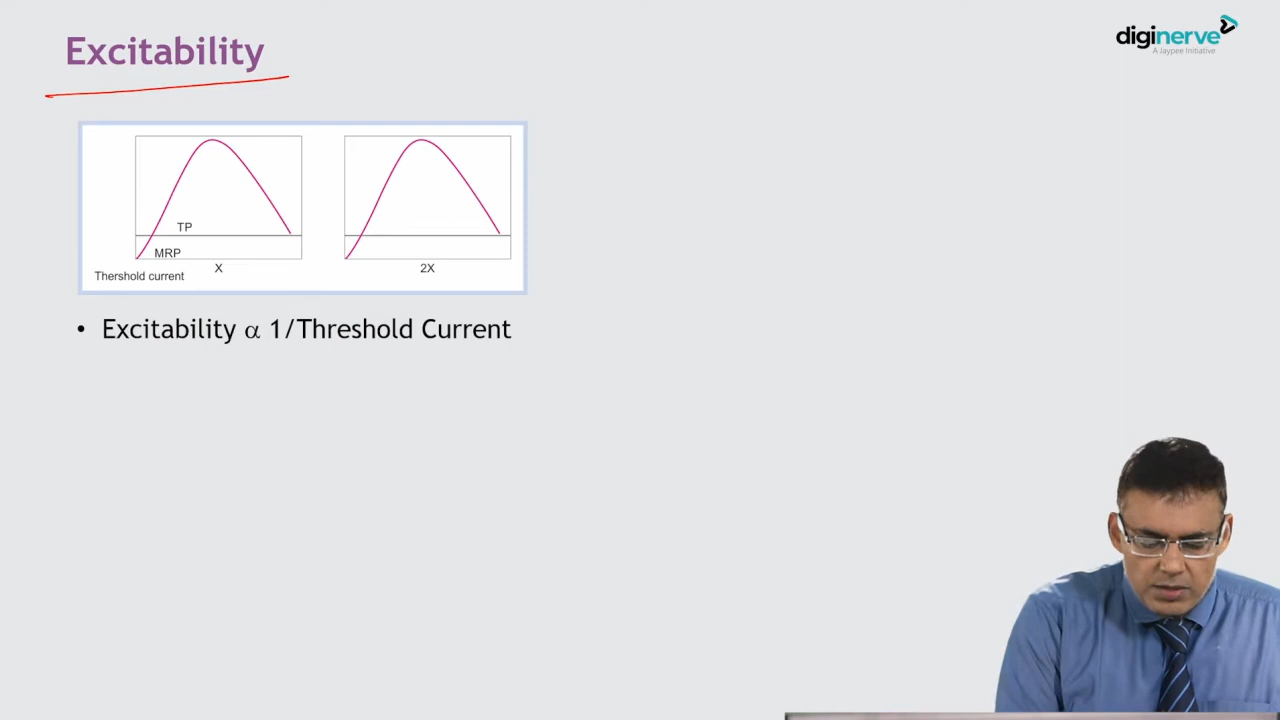 Excitability
diginerve
A Jaypee Initiative
TP
MRP
X
2X
Thershold current
• Excitability α 1/Threshold Current